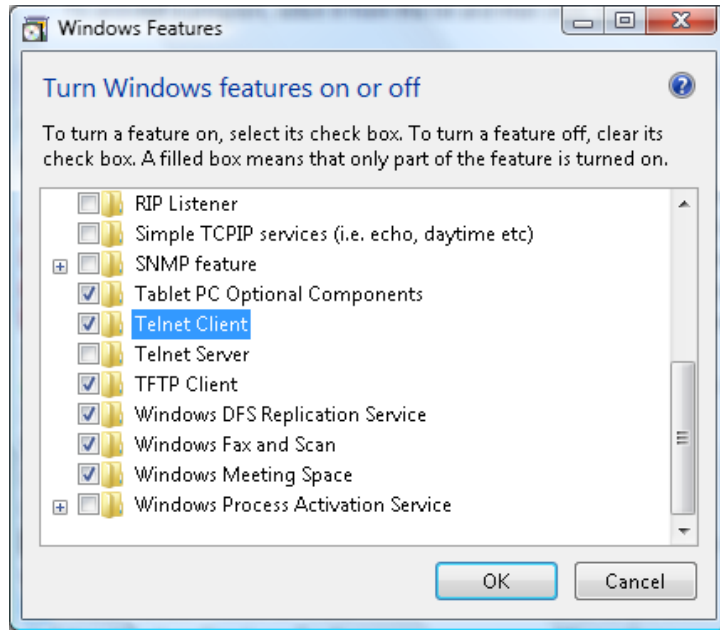 Windows Features
Turn Windows features on or off
To turn a feature on, select its check box. To turn a feature off, clear its
check box. A filled box means that only part of the feature is turned on.
RIP Listener
Simple TCPIP services (i.e. echo, daytime etc)
SNMP feature
Tablet PC Optional Components
Telnet Client
Telnet Server
TFTP Client
Windows DFS Replication Service
Windows Fax and Scan
Windows Meeting Space
Windows Process Activation Service
OK
Cancel